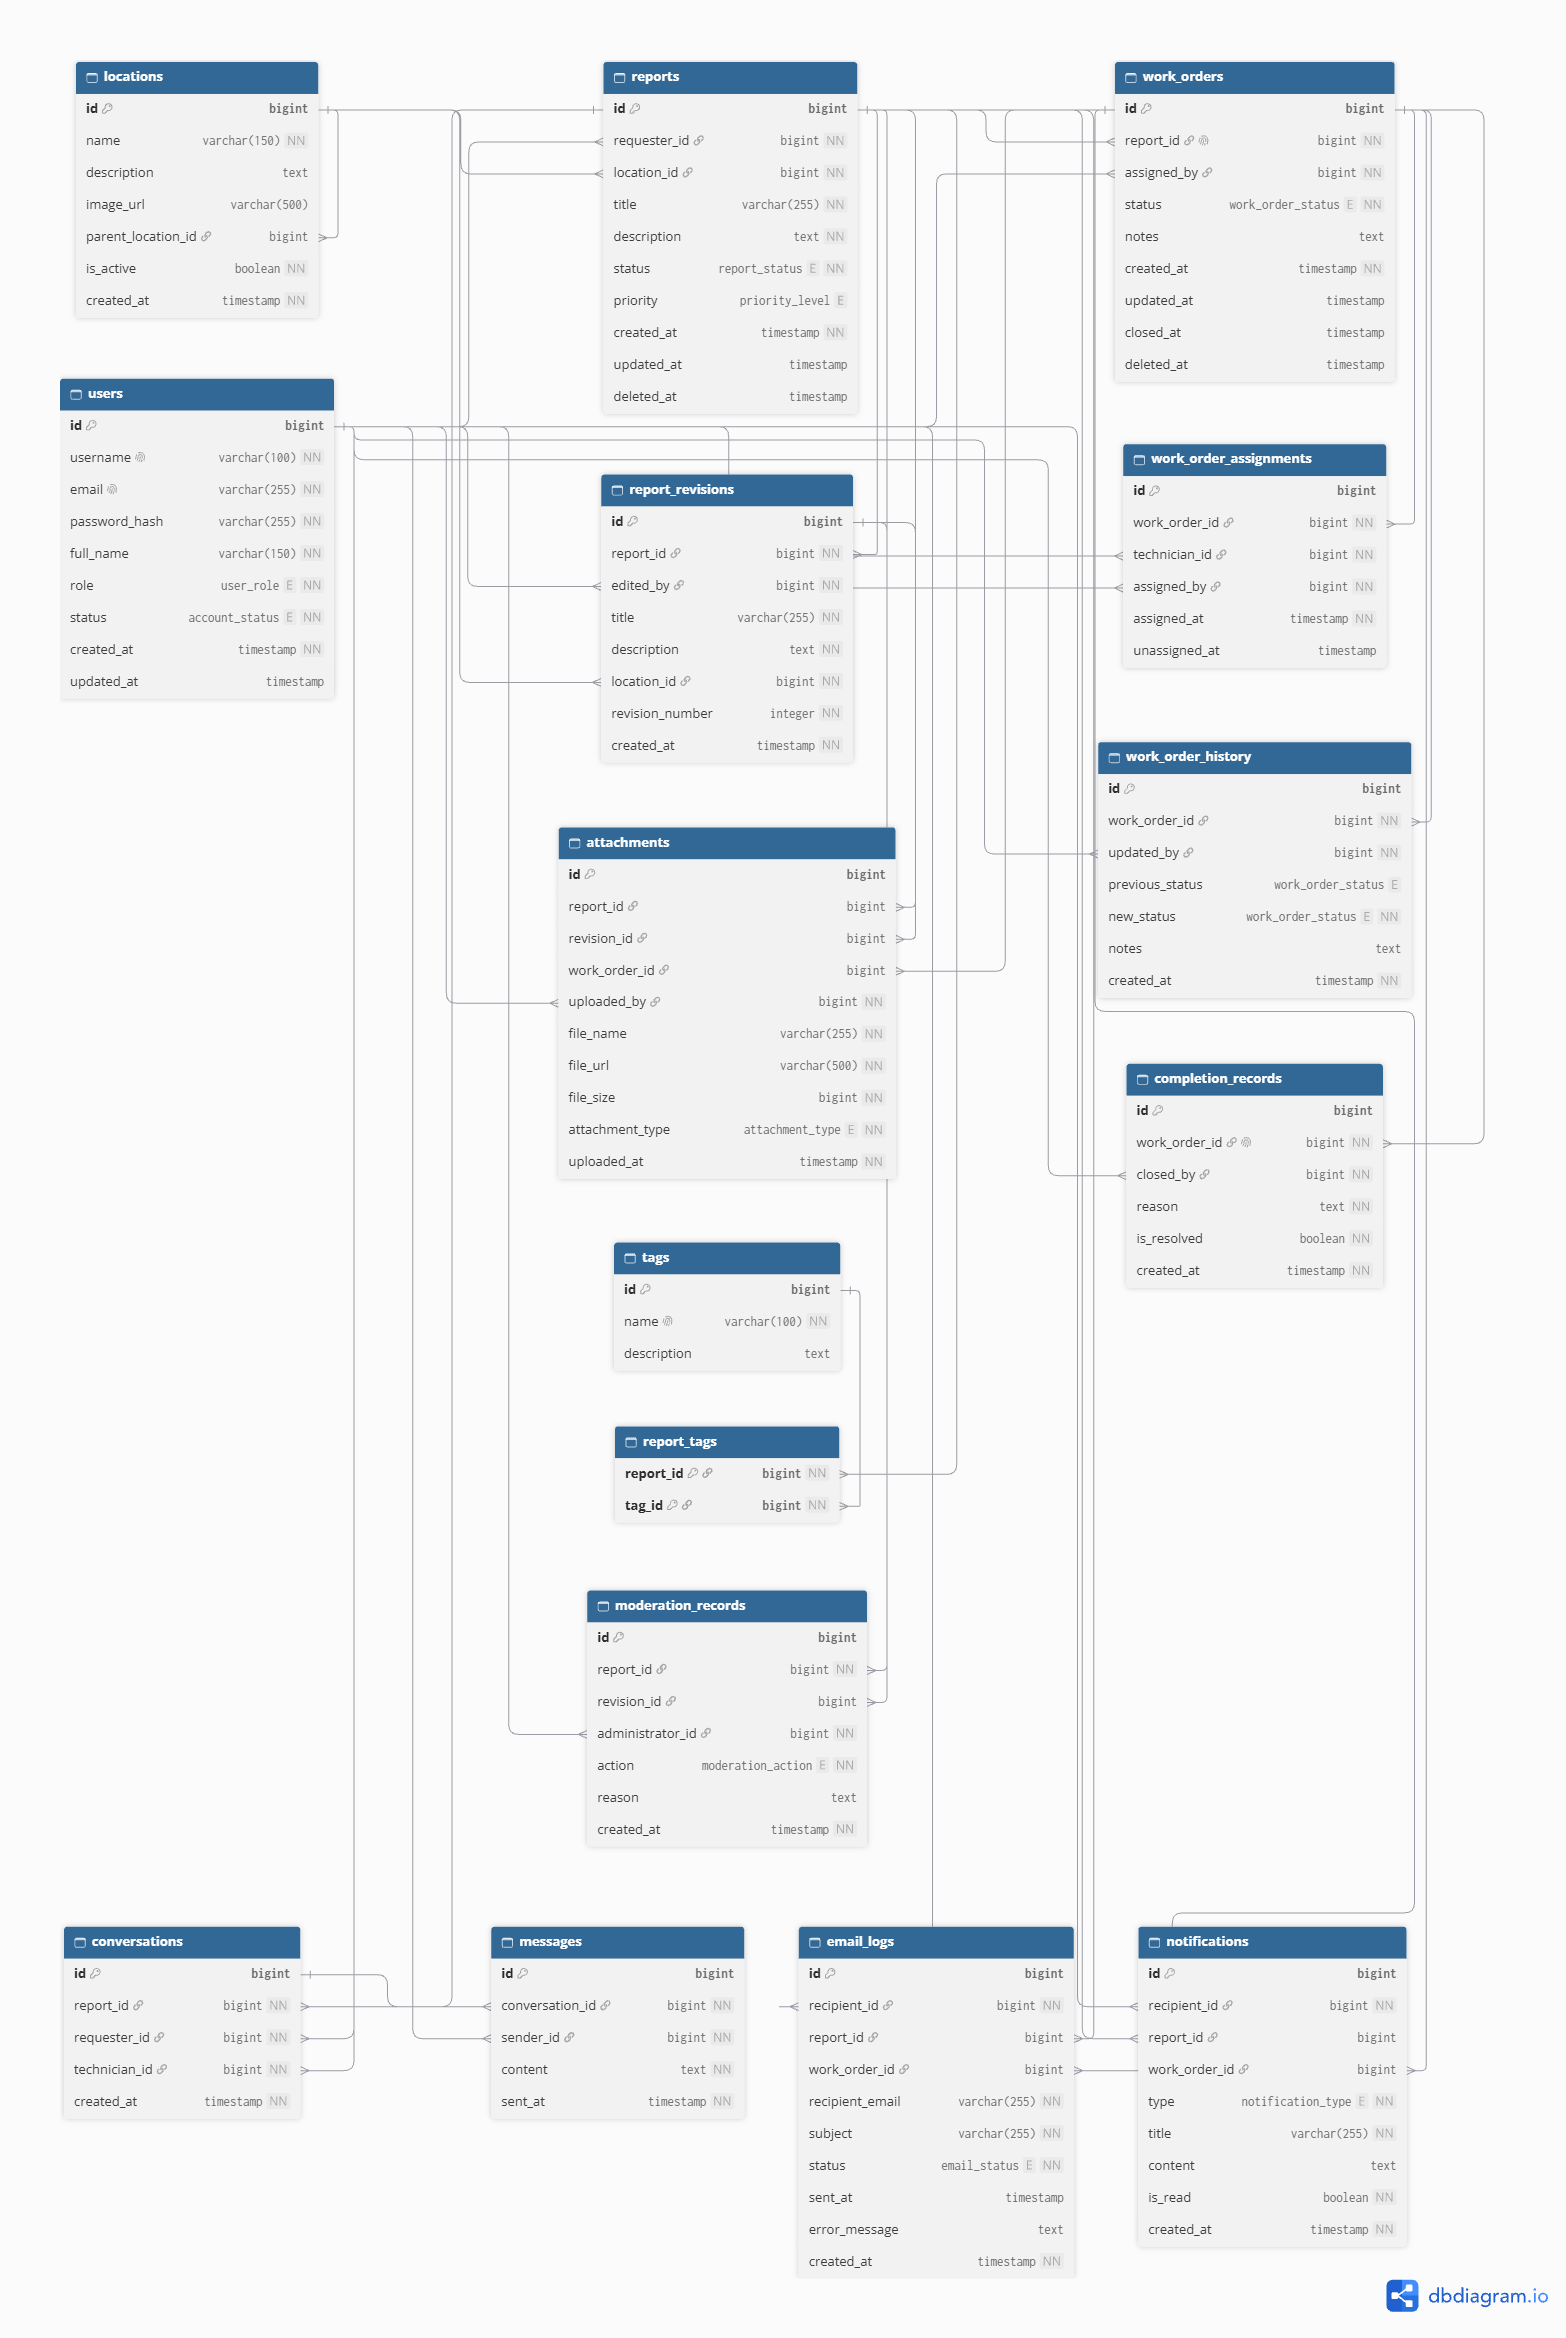 locations
id bigint
name varchar(150) NN
description text
image_url varchar(500)
parent_location_id bigint
is_active boolean NN
created_at timestamp NN
reports
id bigint
requester_id bigint NN
location_id bigint NN
title varchar(255) NN
description text NN
status report_status E NN
priority priority_level E
created_at timestamp NN
updated_at timestamp
deleted_at timestamp
work_orders
id bigint
report_id bigint NN
assigned_by bigint NN
status work_order_status E NN
notes text
created_at timestamp NN
updated_at timestamp
closed_at timestamp
deleted_at timestamp
users
id bigint
username varchar(100) NN
email varchar(255) NN
password_hash varchar(255) NN
full_name varchar(150) NN
role user_role E NN
status account_status E NN
created_at timestamp NN
updated_at timestamp
report_revisions
id bigint
report_id bigint NN
edited_by bigint NN
title varchar(255) NN
description text NN
location_id bigint NN
revision_number integer NN
created_at timestamp NN
work_order_assignments
id bigint
work_order_id bigint NN
technician_id bigint NN
assigned_by bigint NN
assigned_at timestamp NN
unassigned_at timestamp
work_order_history
id bigint
work_order_id bigint NN
updated_by bigint NN
previous_status work_order_status E
new_status work_order_status E NN
notes text
created_at timestamp NN
attachments
id bigint
report_id bigint
revision_id bigint
work_order_id bigint
uploaded_by bigint NN
file_name varchar(255) NN
file_url varchar(500) NN
file_size bigint NN
attachment_type attachment_type E NN
uploaded_at timestamp NN
completion_records
id bigint
work_order_id bigint NN
closed_by bigint NN
reason text NN
is_resolved boolean NN
created_at timestamp NN
tags
id bigint
name varchar(100) NN
description text
report_tags
report_id bigint NN
tag_id bigint NN
moderation_records
id bigint
report_id bigint NN
revision_id bigint
administrator_id bigint NN
action moderation_action E NN
reason text
created_at timestamp NN
conversations
id bigint
report_id bigint NN
requester_id bigint NN
technician_id bigint NN
created_at timestamp NN
messages
id bigint
conversation_id bigint NN
sender_id bigint NN
content text NN
sent_at timestamp NN
email_logs
id bigint
recipient_id bigint NN
report_id bigint
work_order_id bigint
recipient_email varchar(255) NN
subject varchar(255) NN
status email_status E NN
sent_at timestamp
error_message text
created_at timestamp NN
notifications
id bigint
recipient_id bigint NN
report_id bigint
work_order_id bigint
type notification_type E NN
title varchar(255) NN
content text
is_read boolean NN
created_at timestamp NN
dbdiagram.io